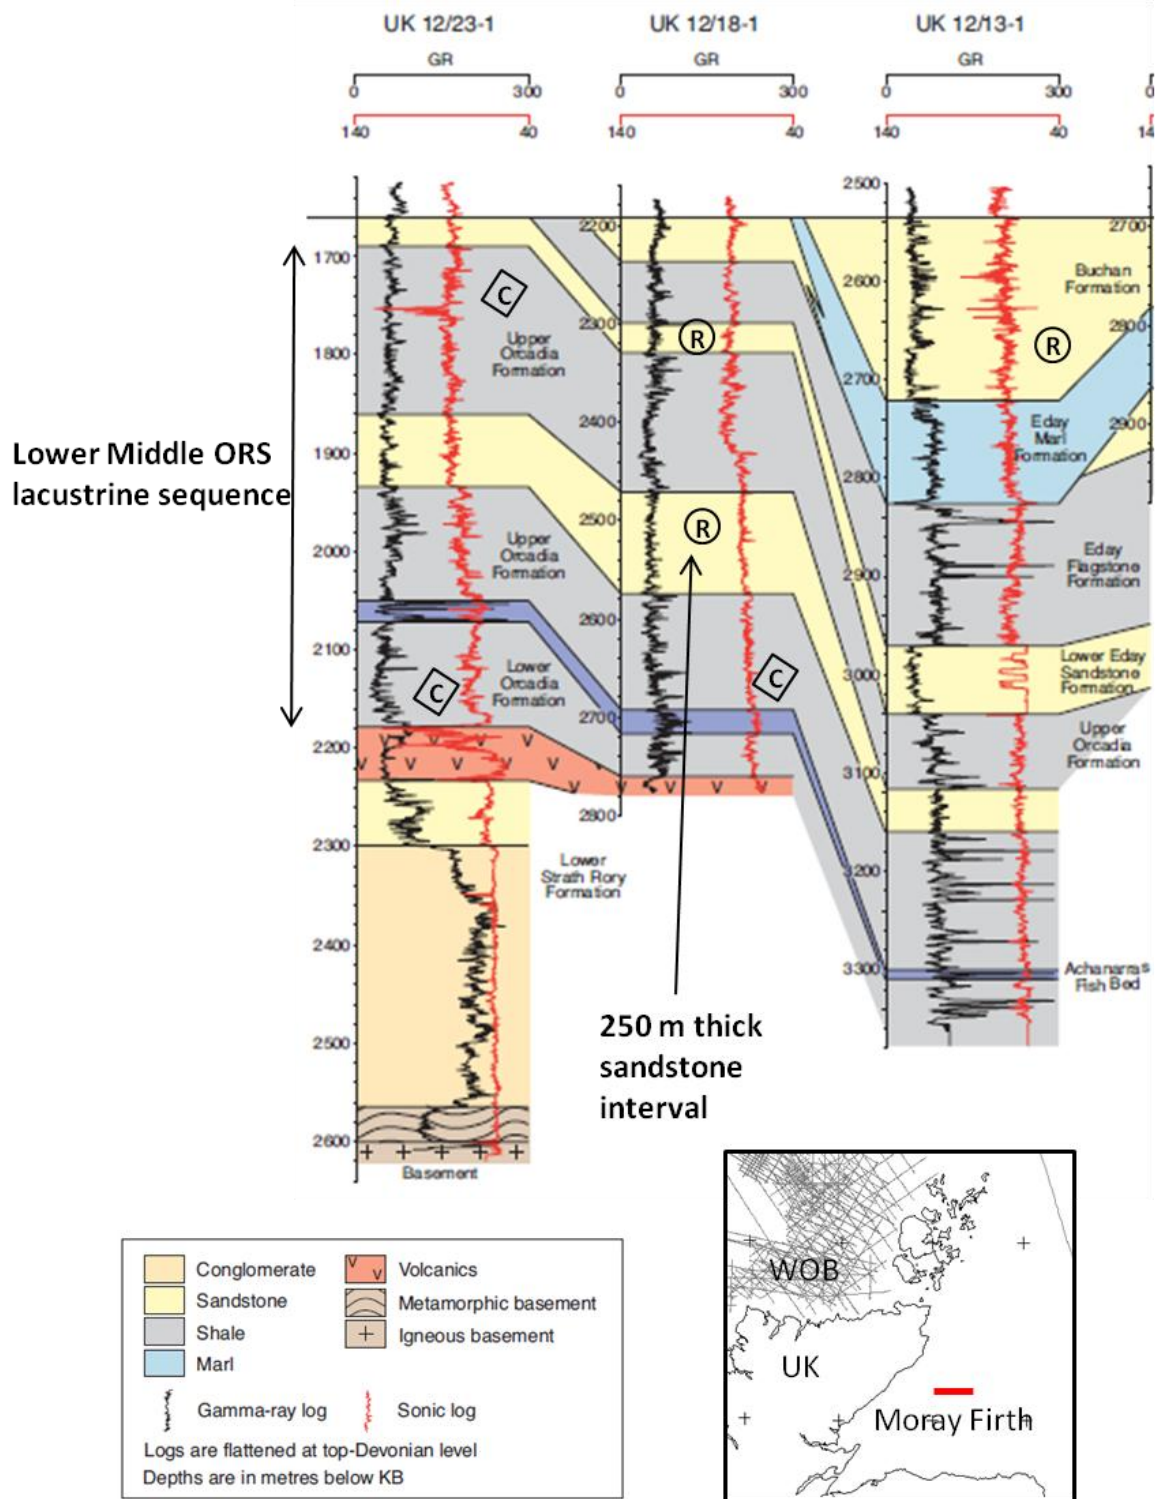 UK 12/23-1 UK 12/18-1 UK 12/13-1
GR GR GR
0 300 0 300 0 300 0
140 40 140 40 140 40 14
2500
2200 2700
1700
C
Buchan
Formation
2600
Upper
Orcadia
Formation
2300 R R 2800
1800
2700
2400
Eday
Marl
Formation
2900
Lower Middle ORS
lacustrine sequence
1900
2800
2500 R
Upper
Orcadia
Formation
2000
Eday
Flagstone
Formation
2900
2600
2100
Lower
Orcadia
Formation
C C
Lower Eday
Sandstone
Formation
3000
2700
Upper
Orcadia
Formation
2200
V V V V
V V V V V V V V V V
3100
2800
2300
Lower
Strath Rory
Formation
3200
2400
3300
Achanarras
Fish Bed
2500
250 m thick
sandstone
interval
2600
Basement
WOB
UK
Moray Firth
Conglomerate V V Volcanics
Sandstone Metamorphic basement
Shale + Igneous basement
Marl
Gamma-ray log Sonic log
Logs are flattened at top-Devonian level
Depths are in metres below KB